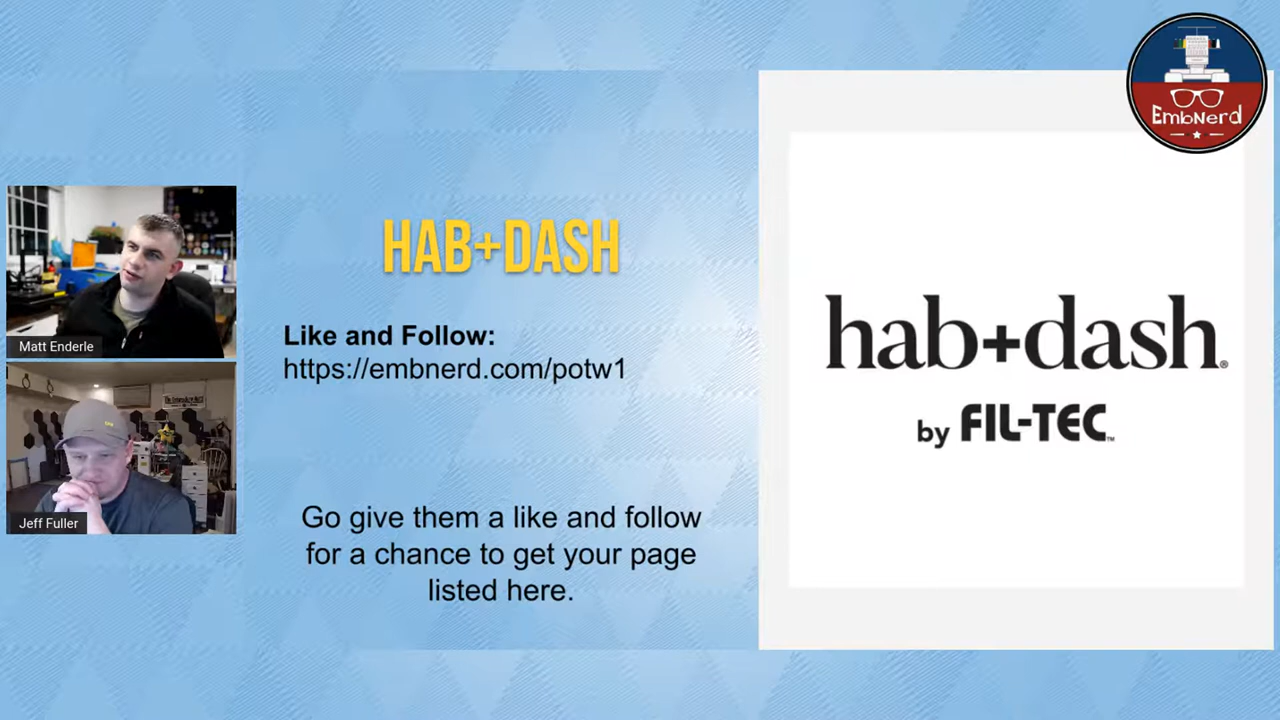 EmbNerd
HAB+DASH
Like and Follow:
https://embnerd.com/potw1
Go give them a like and follow
for a chance to get your page
listed here.
hab+dash®
by FIL-TEC™
Matt Enderle
Jeff Fuller